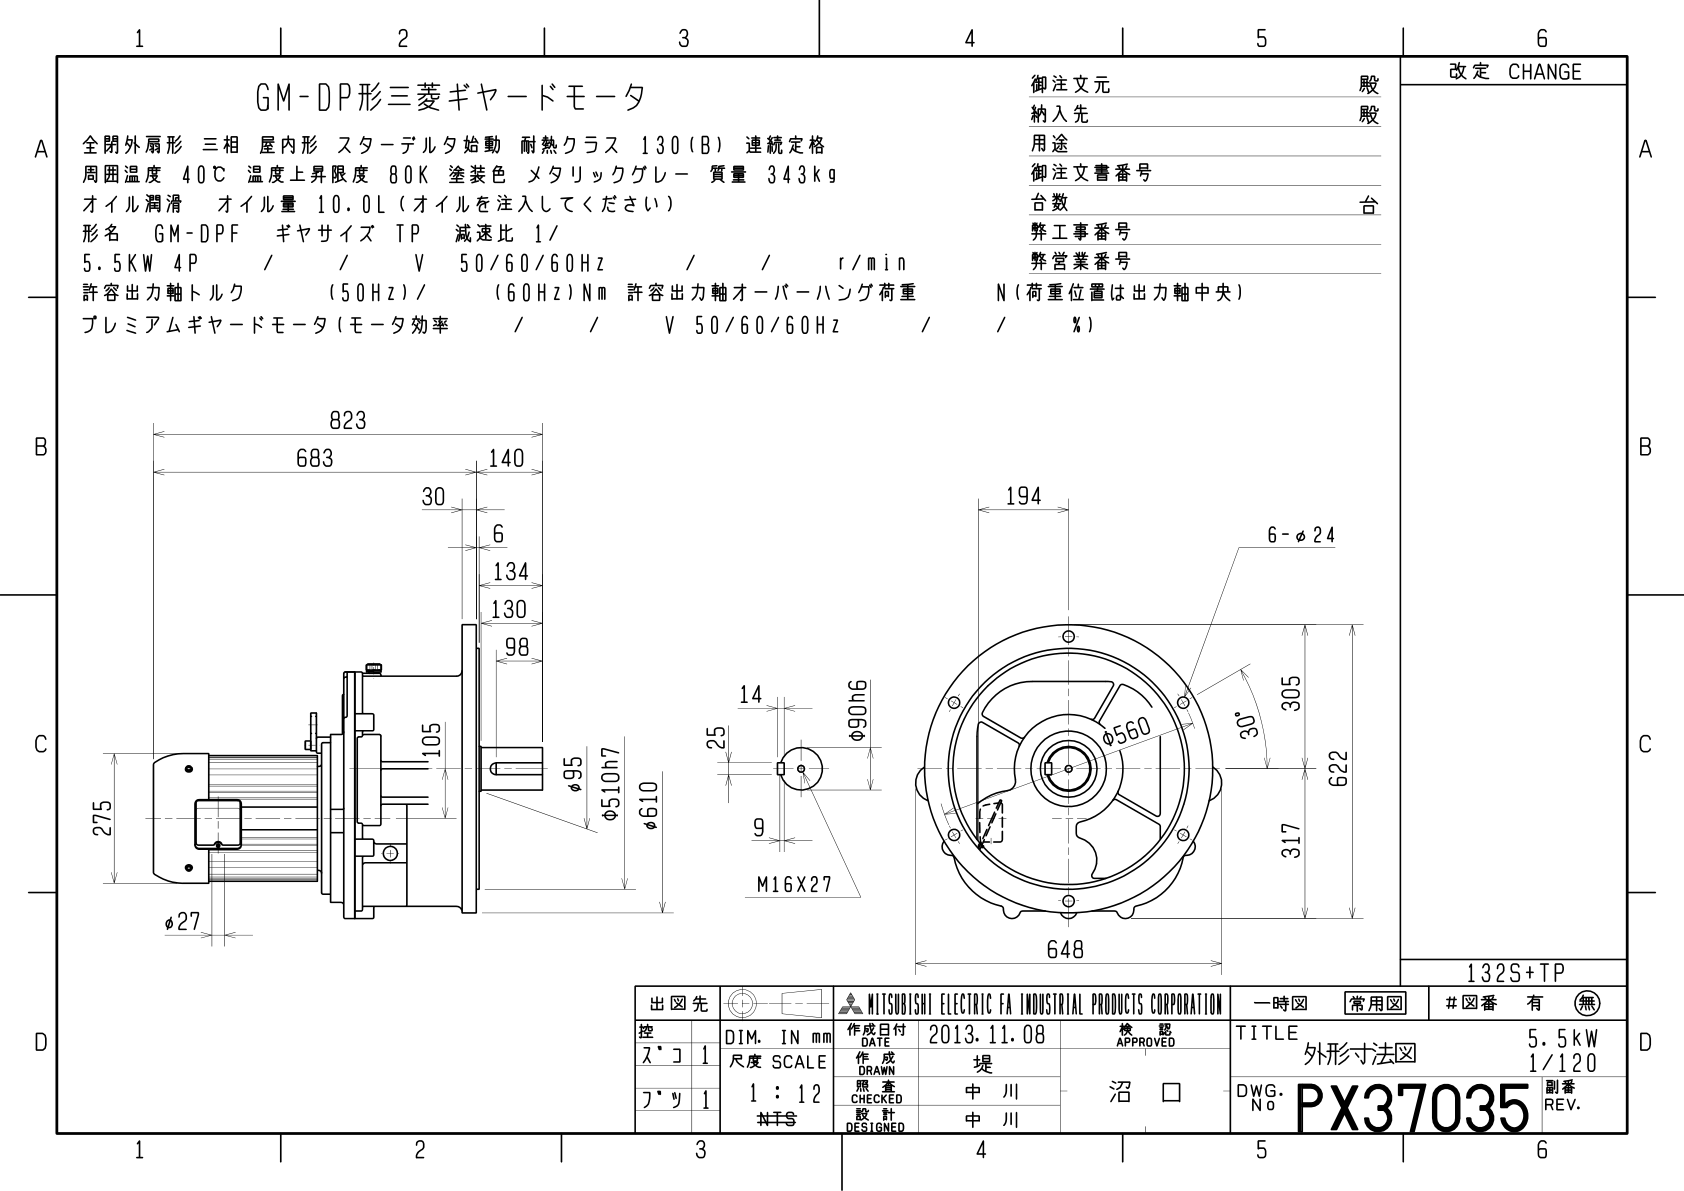 1 2 3 4 5 6
改定 CHANGE
GM-DP形三菱ギヤードモータ
全閉外扇形 三相 屋内形 スターデルタ始動 耐熱クラス 130(B) 連続定格
周囲温度 40℃ 温度上昇限度 80K 塗装色 メタリックグレー 質量 343kg
オイル潤滑 オイル量 10.0L(オイルを注入してください)
形名 GM-DPF ギヤサイズ TP 減速比 1/
5.5KW 4P / / V 50/60/60Hz / / r/min
許容出力軸トルク (50Hz)/ (60Hz)Nm 許容出力軸オーバーハング荷重 N(荷重位置は出力軸中央)
プレミアムギヤードモータ(モータ効率 / / V 50/60/60Hz / / %)
御注文元 殿
納入先 殿
用途
御注文書番号
台数 台
弊工事番号
弊営業番号
A A
B B
C C
D D
823
683 140
30
6
134
130
98
105
275
φ27
φ95
φ510h7
φ610
14
25
9
φ90h6
M16X27
194
6-φ24
30°
φ560
305
622
317
648
132S+TP
出図先
MITSUBISHI ELECTRIC FA INDUSTRIAL PRODUCTS CORPORATION
一時図 常用図 #図番 有 無
控
ズコ 1
ブツ 1
DIM. IN mm
尺度 SCALE
1 : 12
NTS
作成日付 DATE 2013.11.08
作成 DRAWN 堤
照査 CHECKED 中川
設計 DESIGNED 中川
検認 APPROVED
沼口
TITLE
外形寸法図
5.5kW
1/120
DWG. No PX37035
副番 REV.
1 2 3 4 5 6